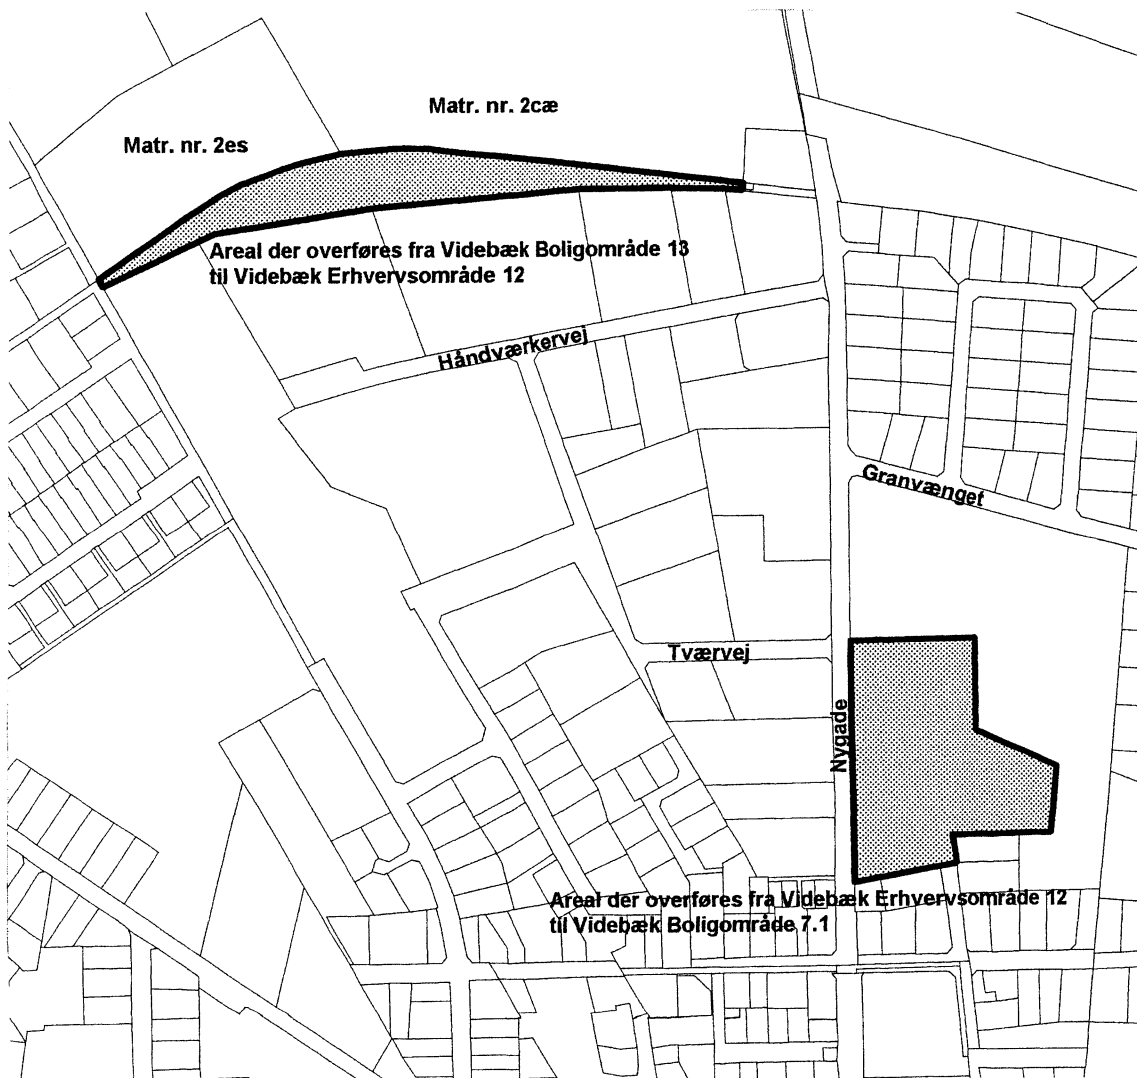 Matr. nr. 2cæ
Matr. nr. 2es
Areal der overføres fra Videbæk Boligområde 13
til Videbæk Erhvervsområde 12
Håndværkervej
Granvænget
Tværvej
Nygade
Areal der overføres fra Videbæk Erhvervsområde 12
til Videbæk Boligområde 7.1